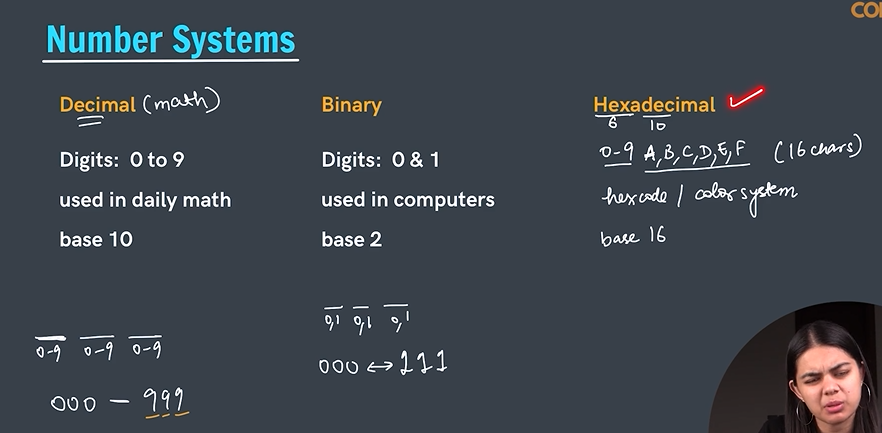 CO
Number Systems
Decimal (math)
Digits: 0 to 9
used in daily math
base 10
0-9 0-9 0-9
000 - 999
Binary
Digits: 0 & 1
used in computers
base 2
0,1 0,1 0,1
000 ↔ 111
Hexadecimal ✓
6 10
0-9 A, B, C, D, E, F (16 chars)
hexcode / color system
base 16